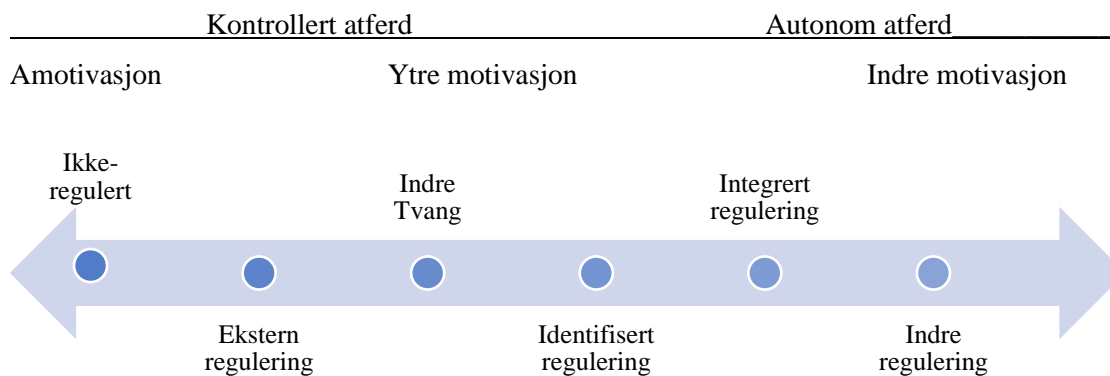 Kontrollert atferd Autonom atferd
Amotivasjon Ytre motivasjon Indre motivasjon
Ikke-
regulert
Indre
Tvang
Integrert
regulering
Ekstern
regulering
Identifisert
regulering
Indre
regulering